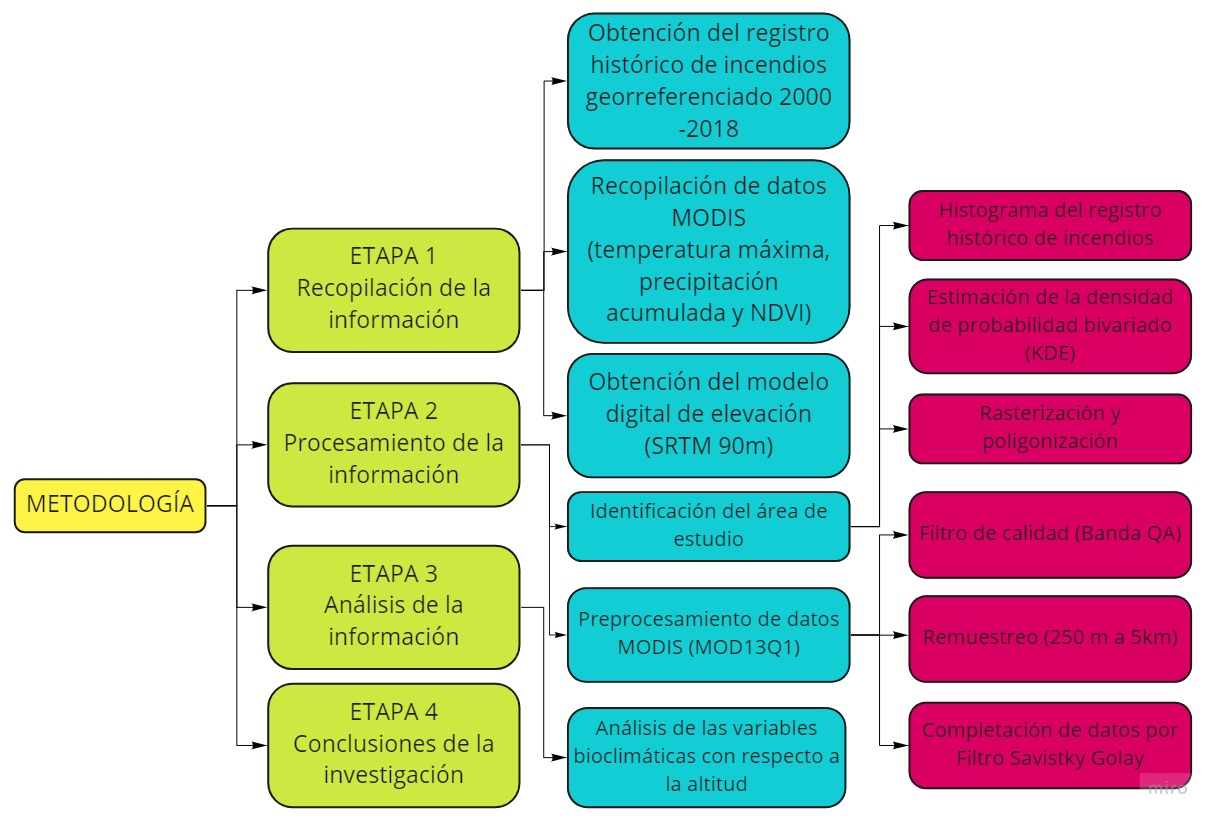 METODOLOGÍA
ETAPA 1
Recopilación de la
información
ETAPA 2
Procesamiento de la
información
ETAPA 3
Análisis de la
información
ETAPA 4
Conclusiones de la
investigación
Obtención del registro
histórico de incendios
georreferenciado 2000
-2018
Recopilación de datos
MODIS
(temperatura máxima,
precipitación
acumulada y NDVI)
Obtención del modelo
digital de elevación
(SRTM 90m)
Identificación del área de
estudio
Preprocesamiento de datos
MODIS (MOD13Q1)
Análisis de las variables
bioclimáticas con respecto a
la altitud
Histograma del registro
histórico de incendios
Estimación de la densidad
de probabilidad bivariado
(KDE)
Rasterización y
poligonización
Filtro de calidad (Banda QA)
Remuestreo (250 m a 5km)
Completación de datos por
Filtro Savistky Golay
miro